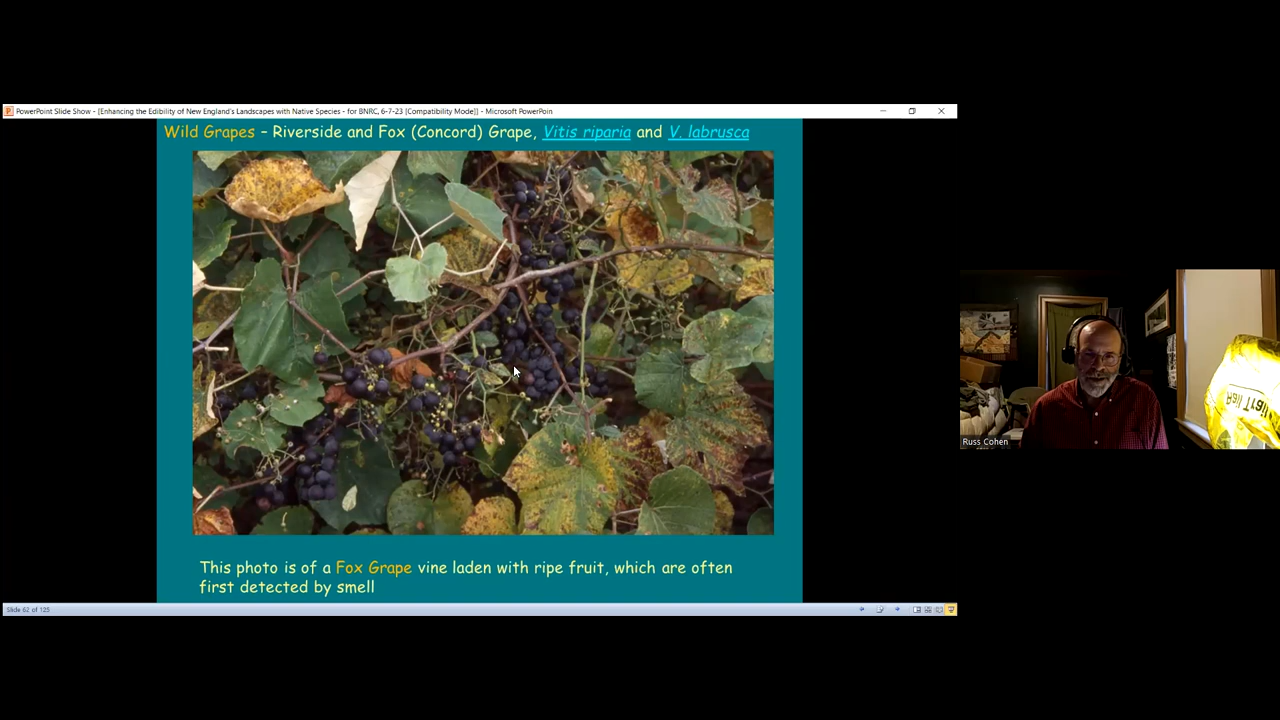 PowerPoint Slide Show - [Enhancing the Edibility of New England's Landscapes with Native Species - for BNRC, 6-7-23 [Compatibility Mode]] - Microsoft PowerPoin
Wild Grapes – Riverside and Fox (Concord) Grape, Vitis riparia and V. labrusca
This photo is of a Fox Grape vine laden with ripe fruit, which are often
first detected by smell
Slide 62 of 125
Russ Cohen